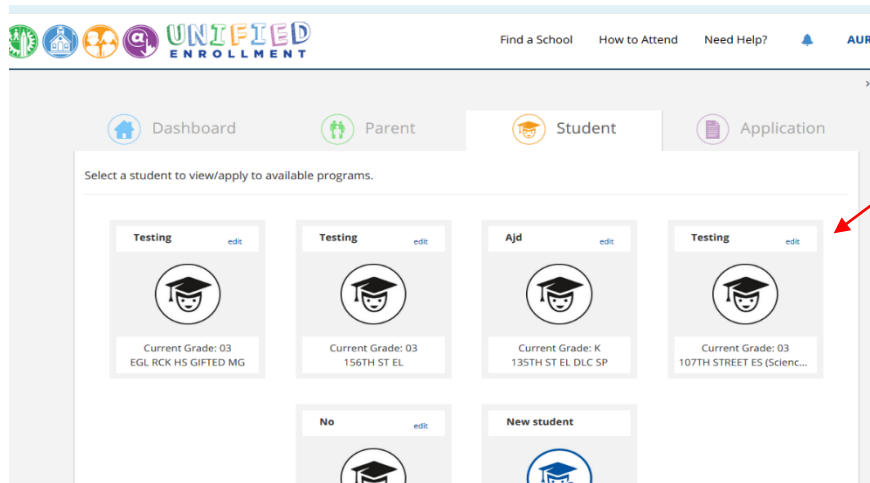 UNIFIED
ENROLLMENT
Find a School How to Attend Need Help? AUR
Dashboard Parent Student Application
Select a student to view/apply to available programs.
Testing edit Testing edit Ajd edit Testing edit
Current Grade: 03 Current Grade: 03 Current Grade: K Current Grade: 03
EGL RCK HS GIFTED MG 156TH ST EL 135TH ST EL DLC SP 107TH STREET ES (Scienc...
No edit New student